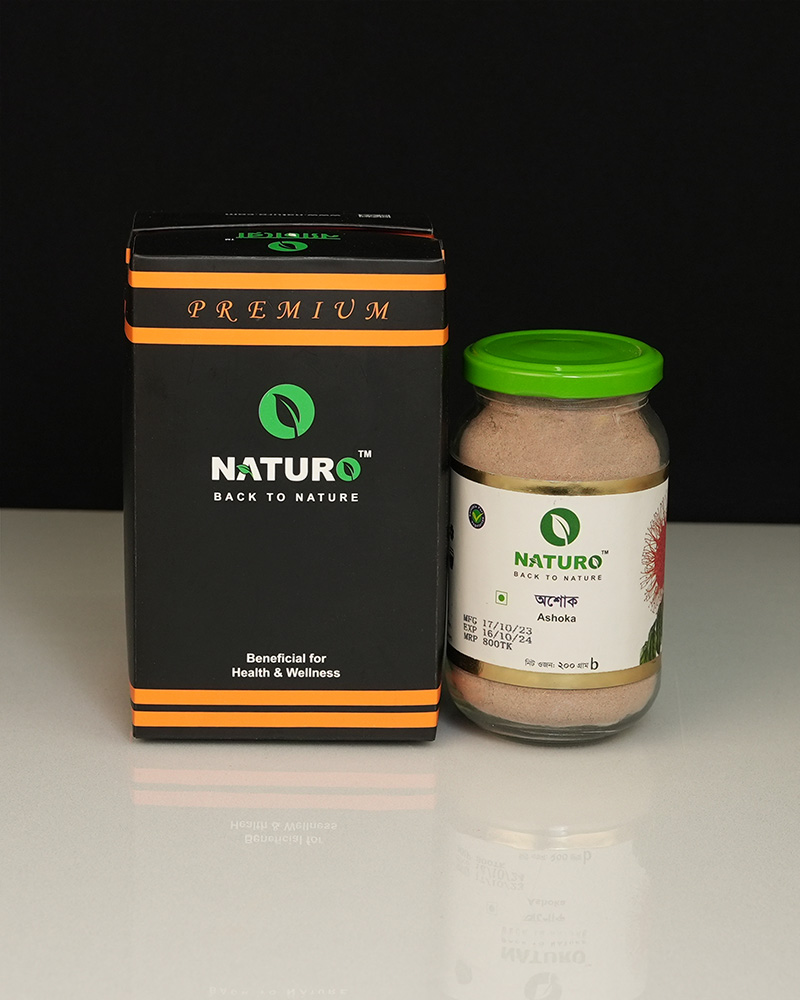 PREMIUM
NATURO™
BACK TO NATURE
Beneficial for
Health & Wellness
NATURO™
BACK TO NATURE
অশোক
Ashoka
MFG 17/10/23
EXP 16/10/24
MRP 800TK
নিট ওজন: ২০০ গ্রাম b